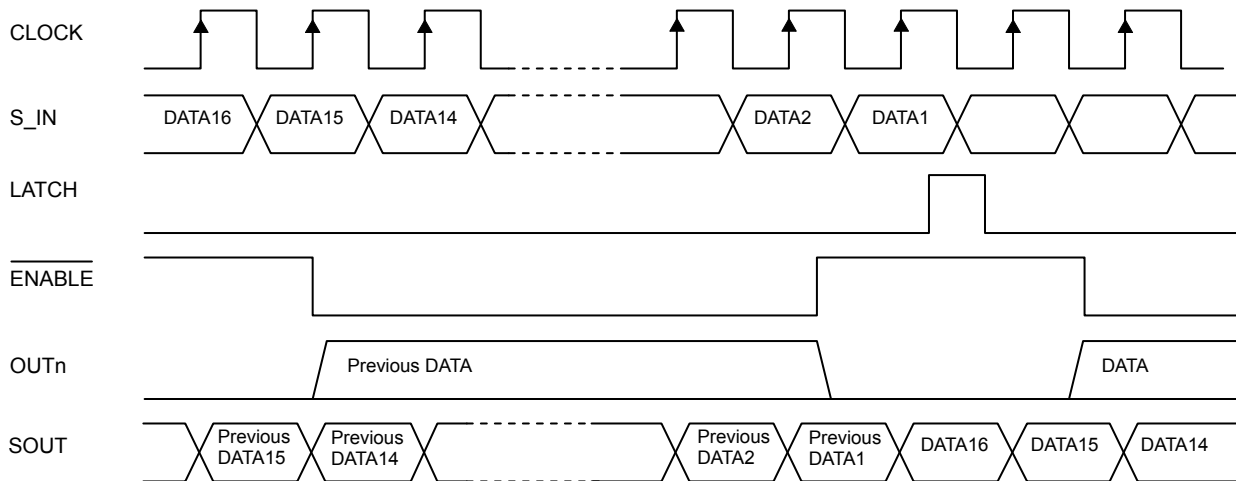 CLOCK
S_IN
DATA16 DATA15 DATA14 DATA2 DATA1
LATCH
ENABLE
OUTn
Previous DATA DATA
SOUT
Previous DATA15
Previous DATA14
Previous DATA2
Previous DATA1
DATA16 DATA15 DATA14